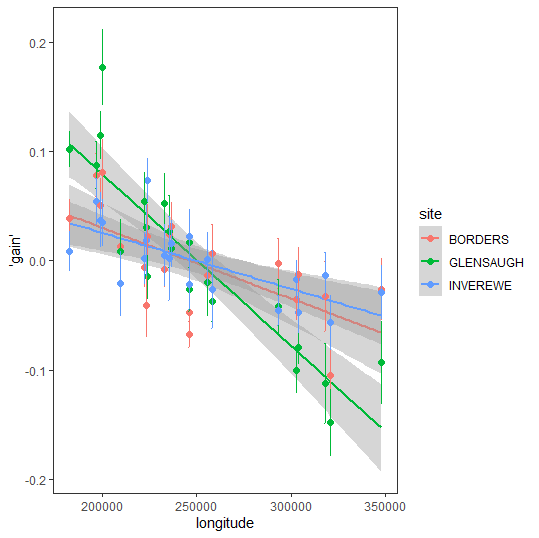 0.2
0.1
0.0
-0.1
-0.2
'gain'
200000
250000
300000
350000
longitude
site
BORDERS
GLENSAUGH
INVEREWE